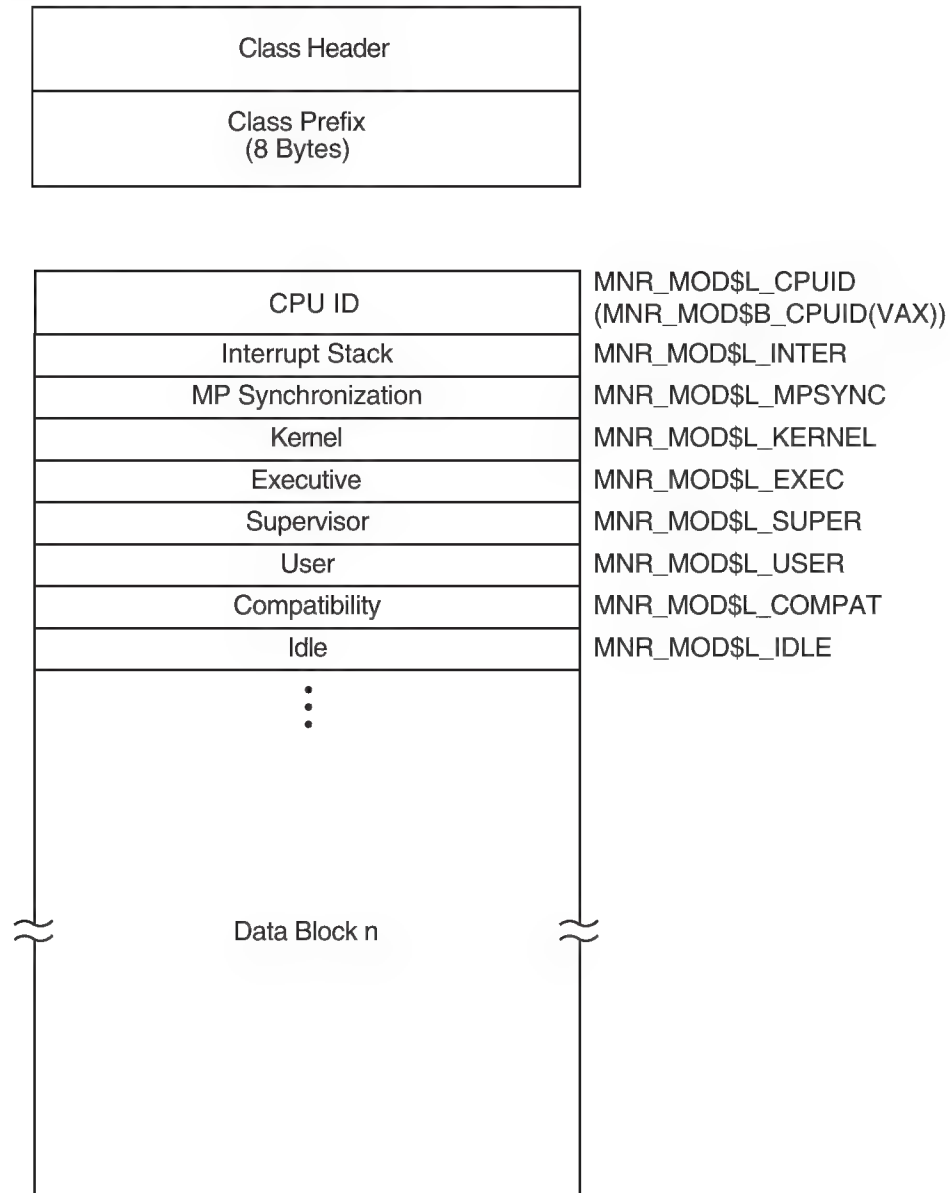 Class Header
Class Prefix
(8 Bytes)
CPU ID
MNR_MOD$L_CPUID
(MNR_MOD$B_CPUID(VAX))
Interrupt Stack
MNR_MOD$L_INTER
MP Synchronization
MNR_MOD$L_MPSYNC
Kernel
MNR_MOD$L_KERNEL
Executive
MNR_MOD$L_EXEC
Supervisor
MNR_MOD$L_SUPER
User
MNR_MOD$L_USER
Compatibility
MNR_MOD$L_COMPAT
Idle
MNR_MOD$L_IDLE
Data Block n